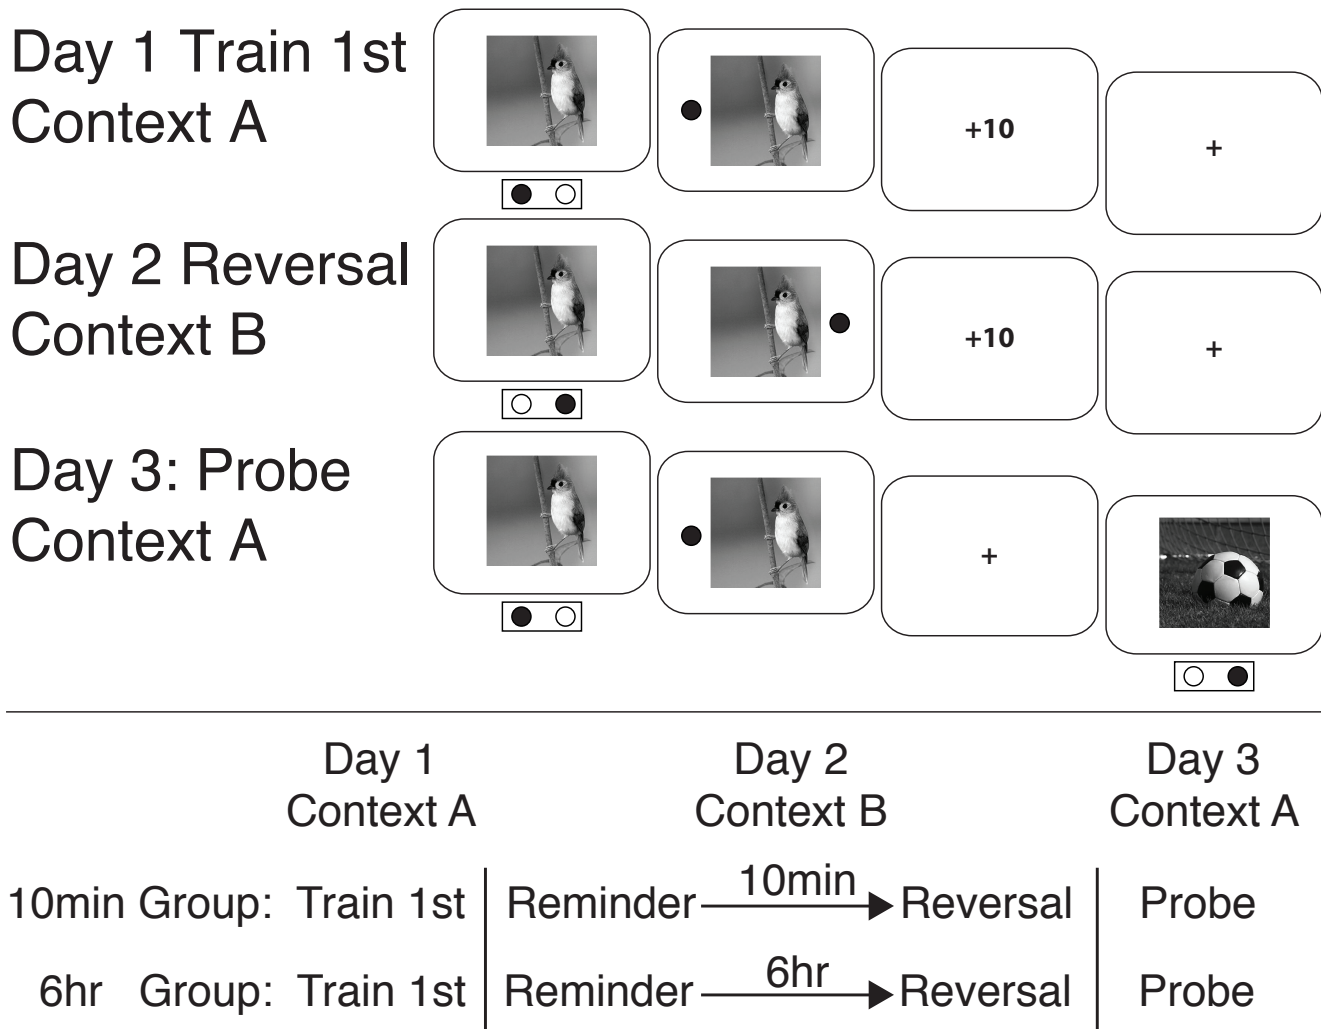 Day 1 Train 1st
Context A
+10
+
Day 2 Reversal
Context B
+10
+
Day 3: Probe
Context A
+
Day 1
Context A
Day 2
Context B
Day 3
Context A
10min Group: Train 1st Reminder 10min Reversal Probe
6hr Group: Train 1st Reminder 6hr Reversal Probe